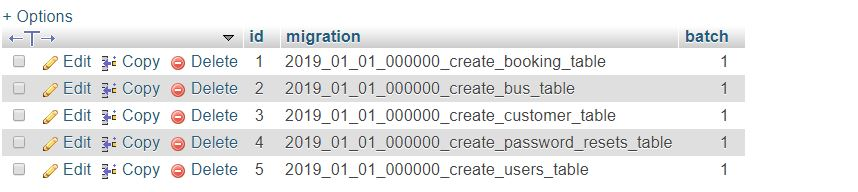 + Options
←T→ id migration batch
Edit Copy Delete 1 2019_01_01_000000_create_booking_table 1
Edit Copy Delete 2 2019_01_01_000000_create_bus_table 1
Edit Copy Delete 3 2019_01_01_000000_create_customer_table 1
Edit Copy Delete 4 2019_01_01_000000_create_password_resets_table 1
Edit Copy Delete 5 2019_01_01_000000_create_users_table 1